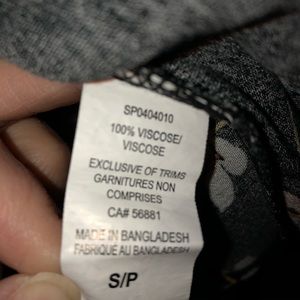 SP0404010
100% VISCOSE/
VISCOSE
EXCLUSIVE OF TRIMS
GARNITURES NON
COMPRISES
CA# 56881
MADE IN BANGLADESH
FABRIQUE AU BANGLADESH
S/P